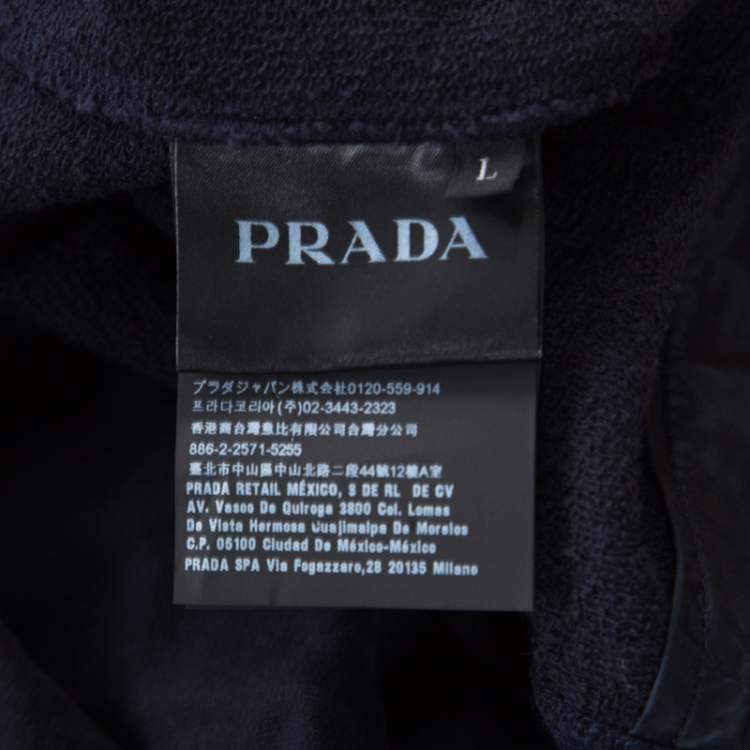 L
PRADA
プラダジャパン株式会社0120-559-914
프라다코리아(주)02-3443-2323
香港商台灣惠比有限公司台灣分公司
886-2-2571-5255
臺北市中山區中山北路二段44號12樓A室
PRADA RETAIL MÉXICO, S DE RL DE CV
AV. Vasco De Quiroga 3800 Col. Lomas
De Vista Hermosa Cuajimalpa De Morelos
C.P. 05100 Ciudad De México-México
PRADA SPA Via Fogazzaro,28 20135 Milano